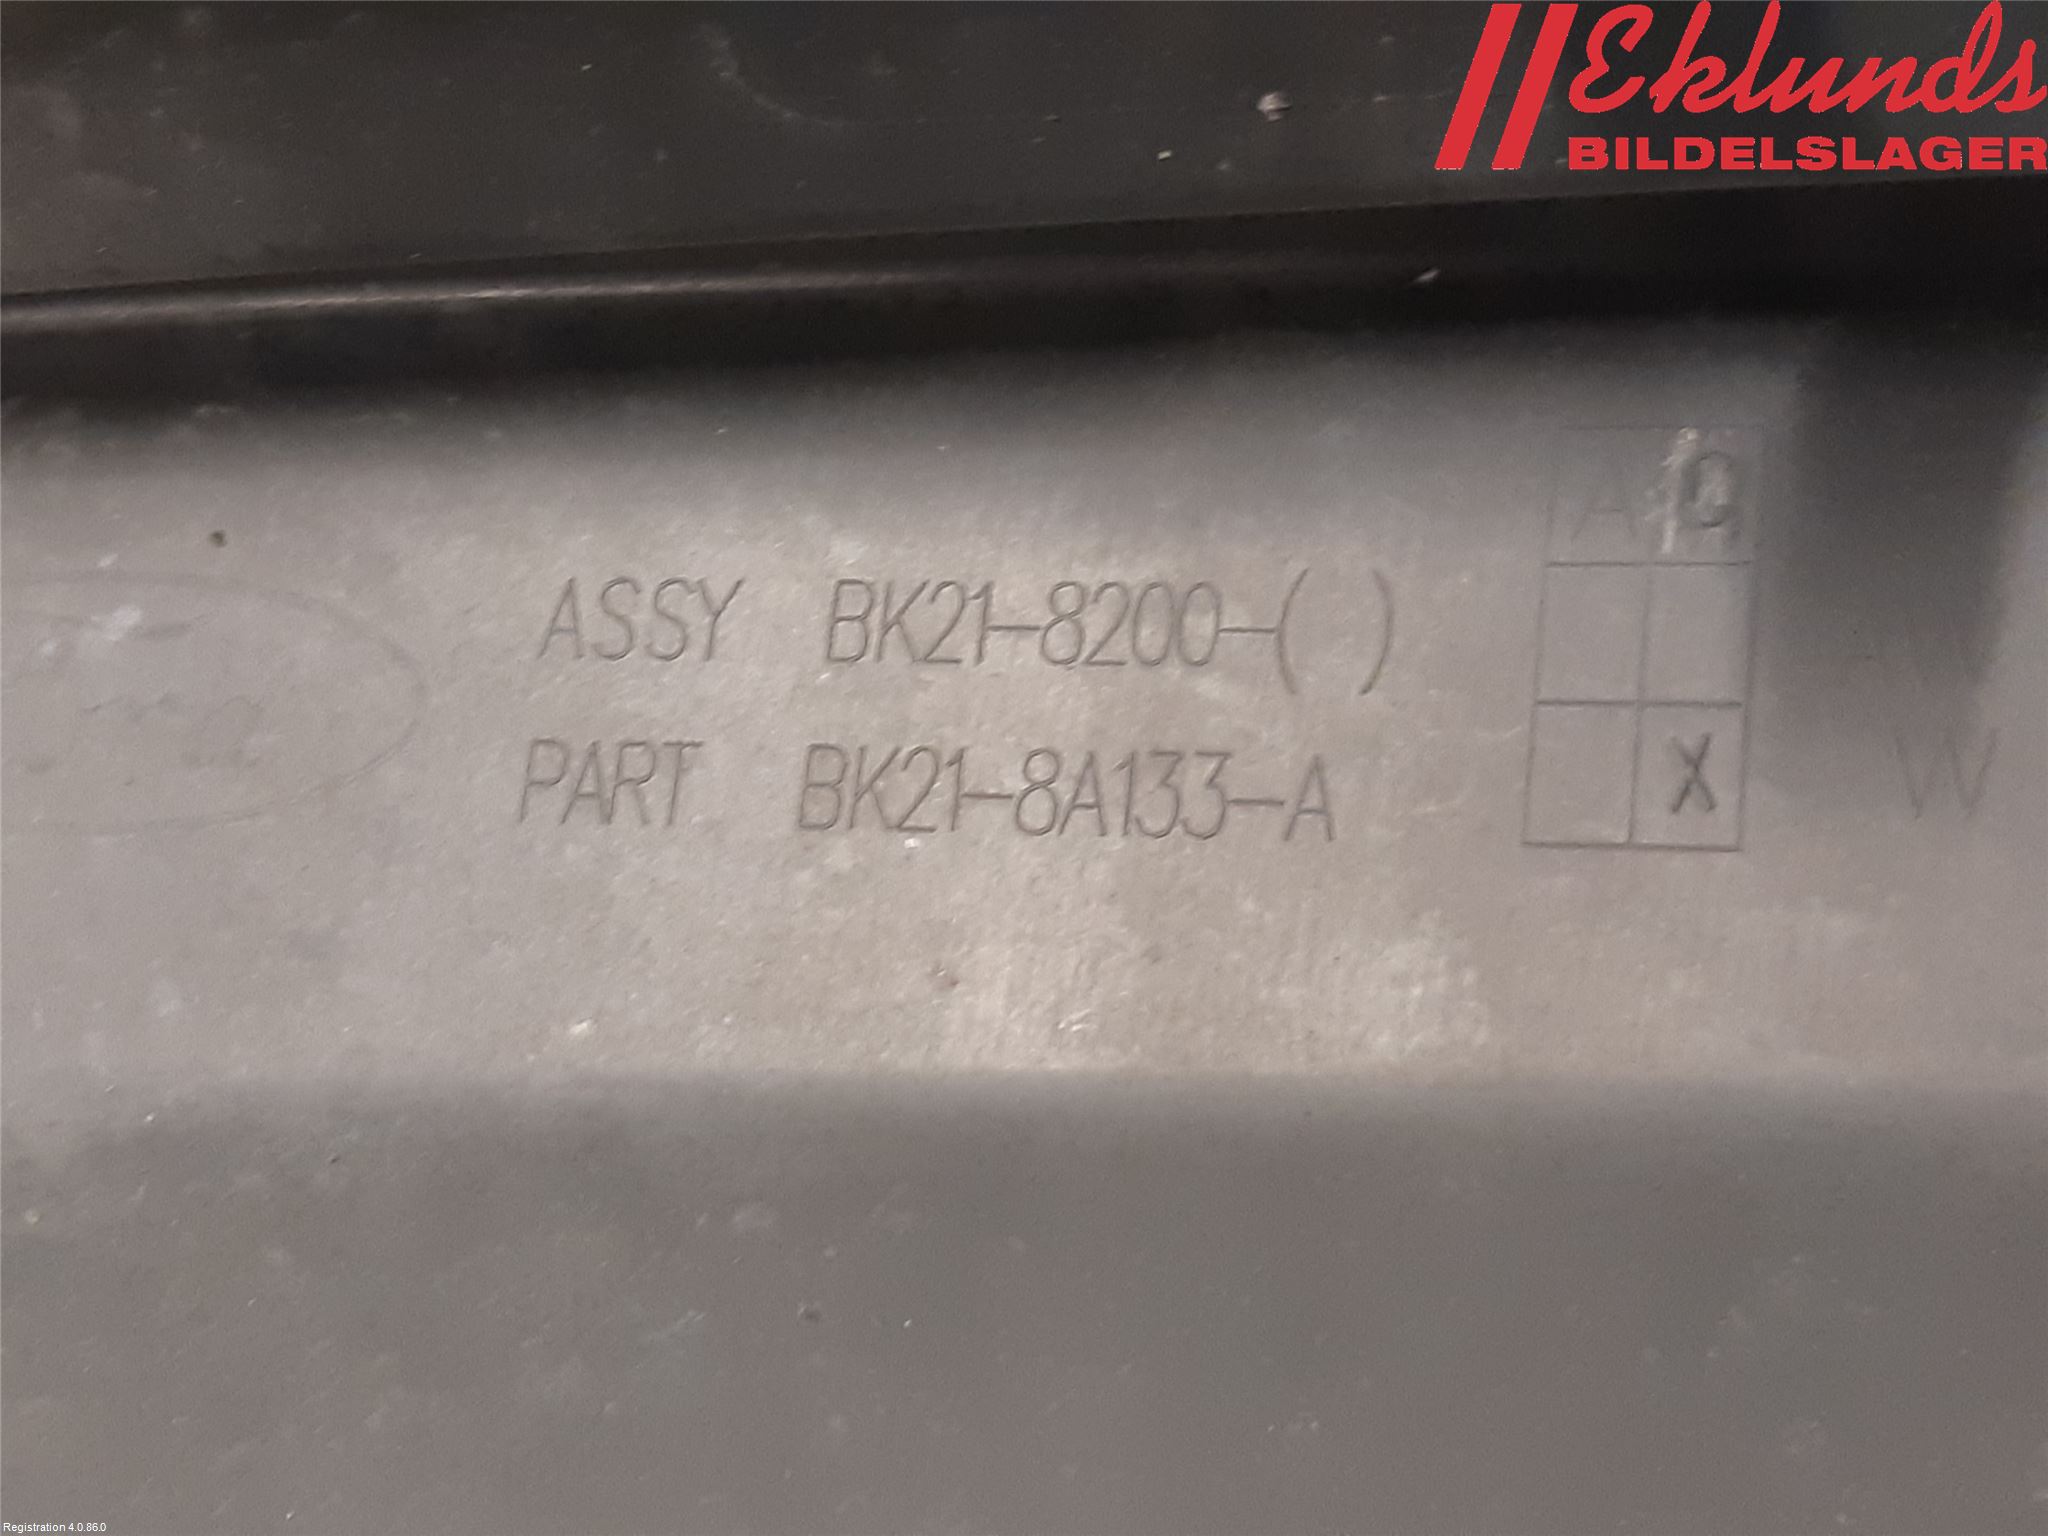 Eklunds
BILDELSLAGER
ASSY BK21-8200-( )
PART BK21-8A133-A
X
W
Registration 4.0.86.0